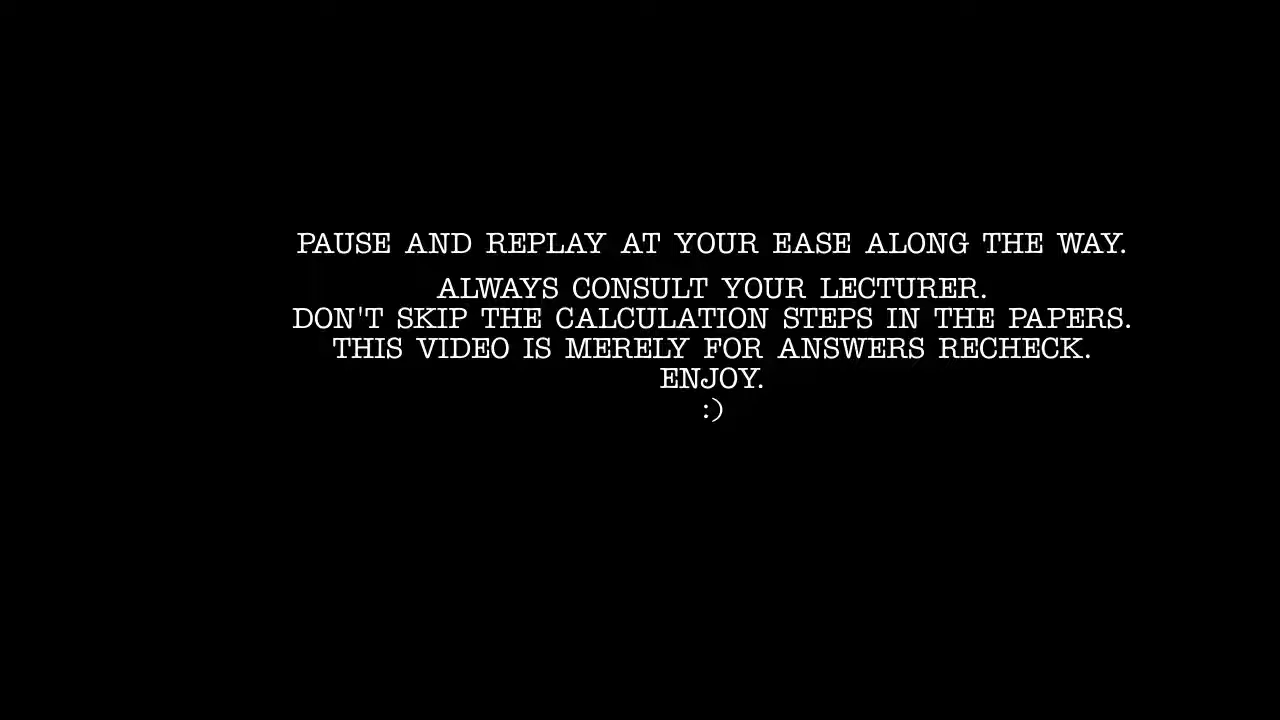 PAUSE AND REPLAY AT YOUR EASE ALONG THE WAY.
ALWAYS CONSULT YOUR LECTURER.
DON'T SKIP THE CALCULATION STEPS IN THE PAPERS.
THIS VIDEO IS MERELY FOR ANSWERS RECHECK.
ENJOY.
:)